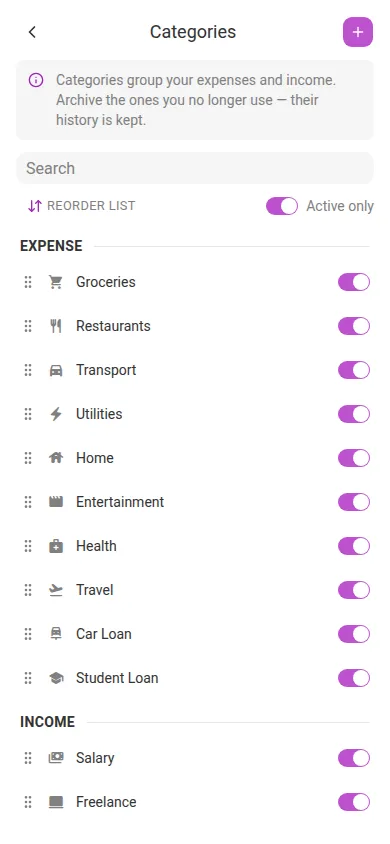 Categories
Categories group your expenses and income.
Archive the ones you no longer use — their
history is kept.
Search
REORDER LIST
Active only
EXPENSE
Groceries
Restaurants
Transport
Utilities
Home
Entertainment
Health
Travel
Car Loan
Student Loan
INCOME
Salary
Freelance